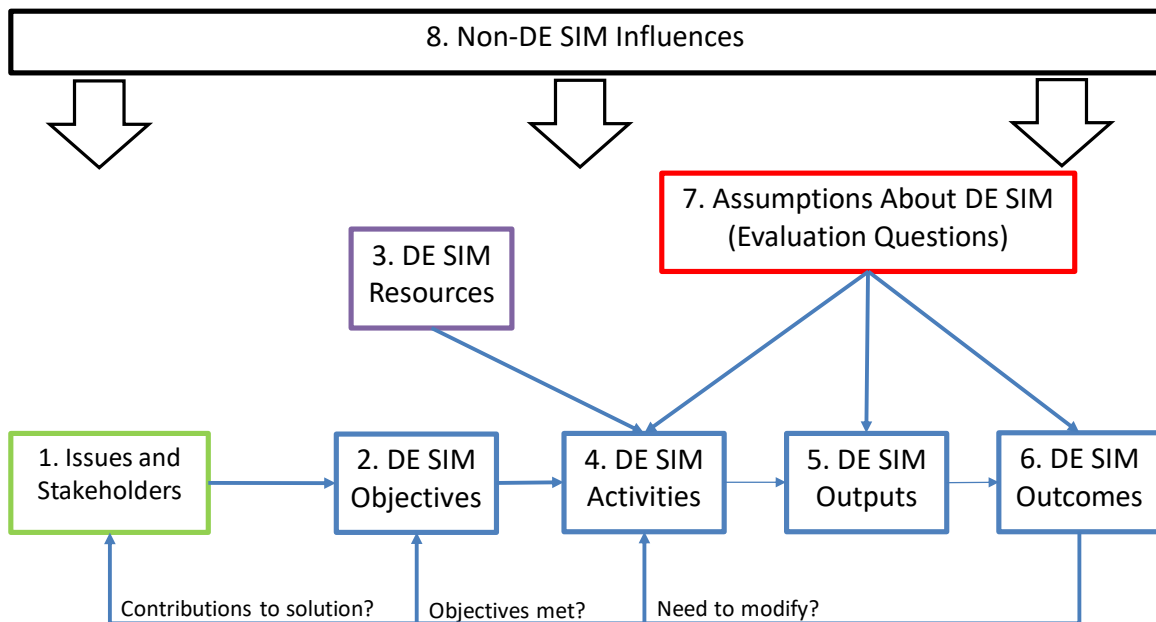 8. Non-DE SIM Influences
7. Assumptions About DE SIM
(Evaluation Questions)
3. DE SIM
Resources
1. Issues and
Stakeholders
2. DE SIM
Objectives
4. DE SIM
Activities
5. DE SIM
Outputs
6. DE SIM
Outcomes
Contributions to solution?
Objectives met?
Need to modify?